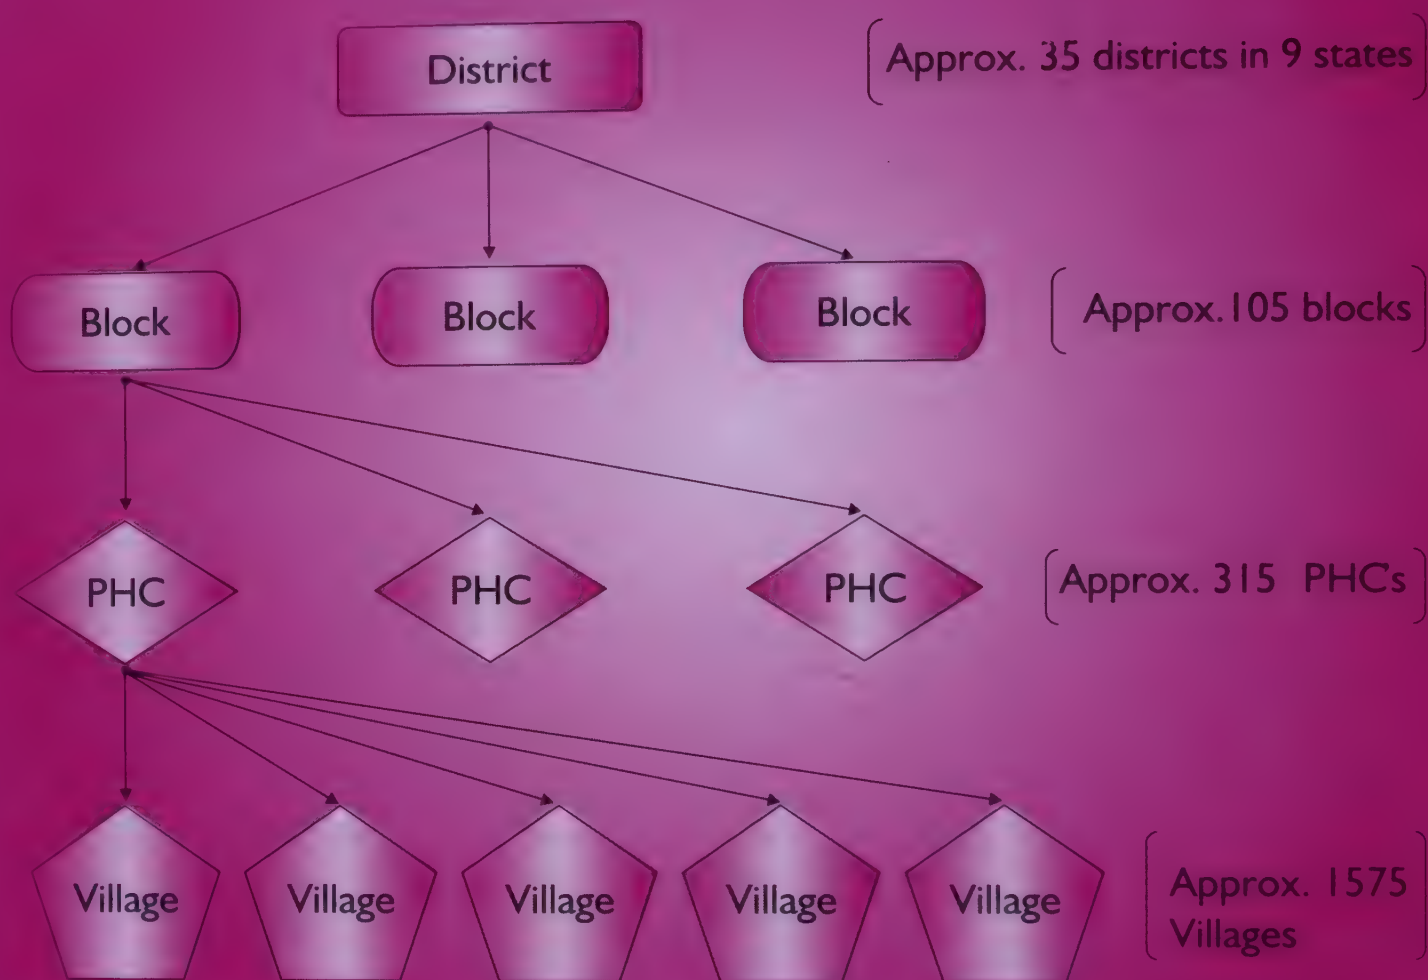 District
Approx. 35 districts in 9 states
Block
Block
Block
Approx.105 blocks
PHC
PHC
PHC
Approx. 315 PHC's
Village
Village
Village
Village
Village
Approx. 1575
Villages